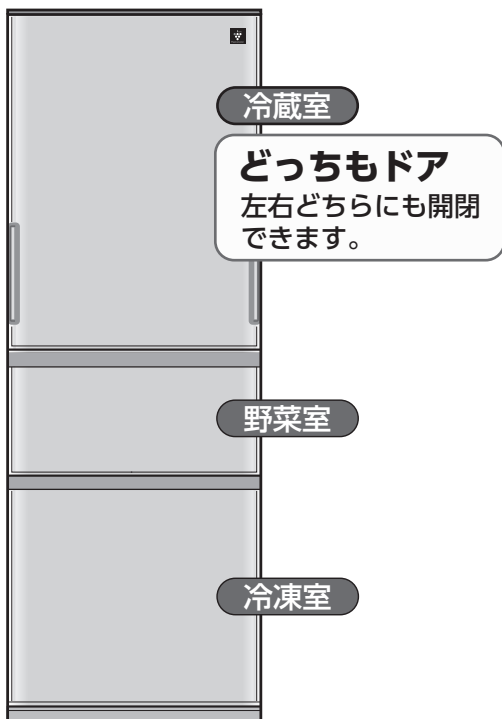 冷蔵室
どっちもドア
左右どちらにも開閉
できます。
野菜室
冷凍室